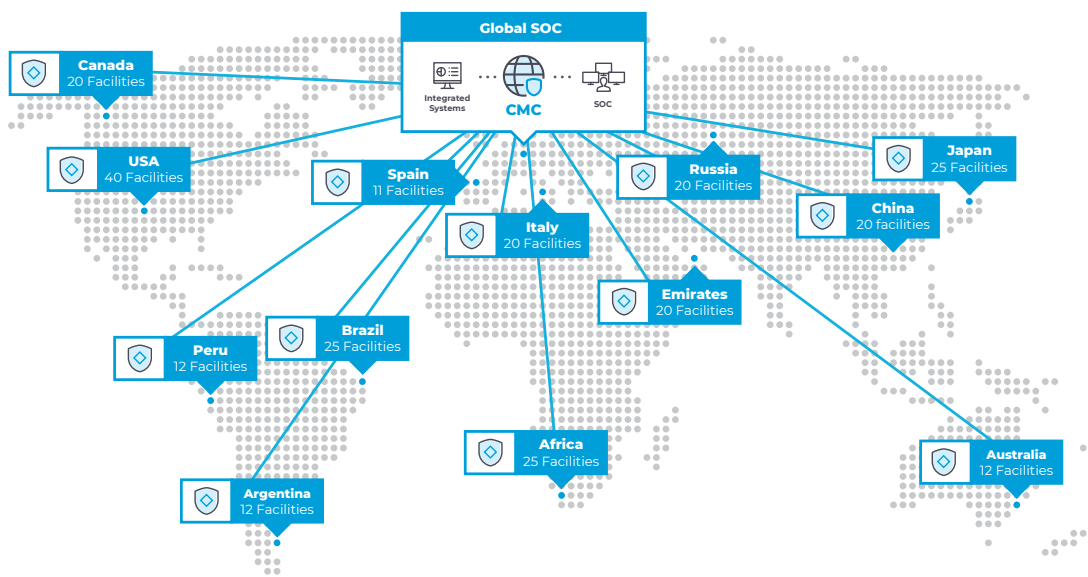 Global SOC
Integrated
Systems
CMC
SOC
Canada
20 Facilities
USA
40 Facilities
Spain
11 Facilities
Italy
20 Facilities
Russia
20 Facilities
Japan
25 Facilities
China
20 facilities
Emirates
20 Facilities
Peru
12 Facilities
Brazil
25 Facilities
Africa
25 Facilities
Argentina
12 Facilities
Australia
12 Facilities